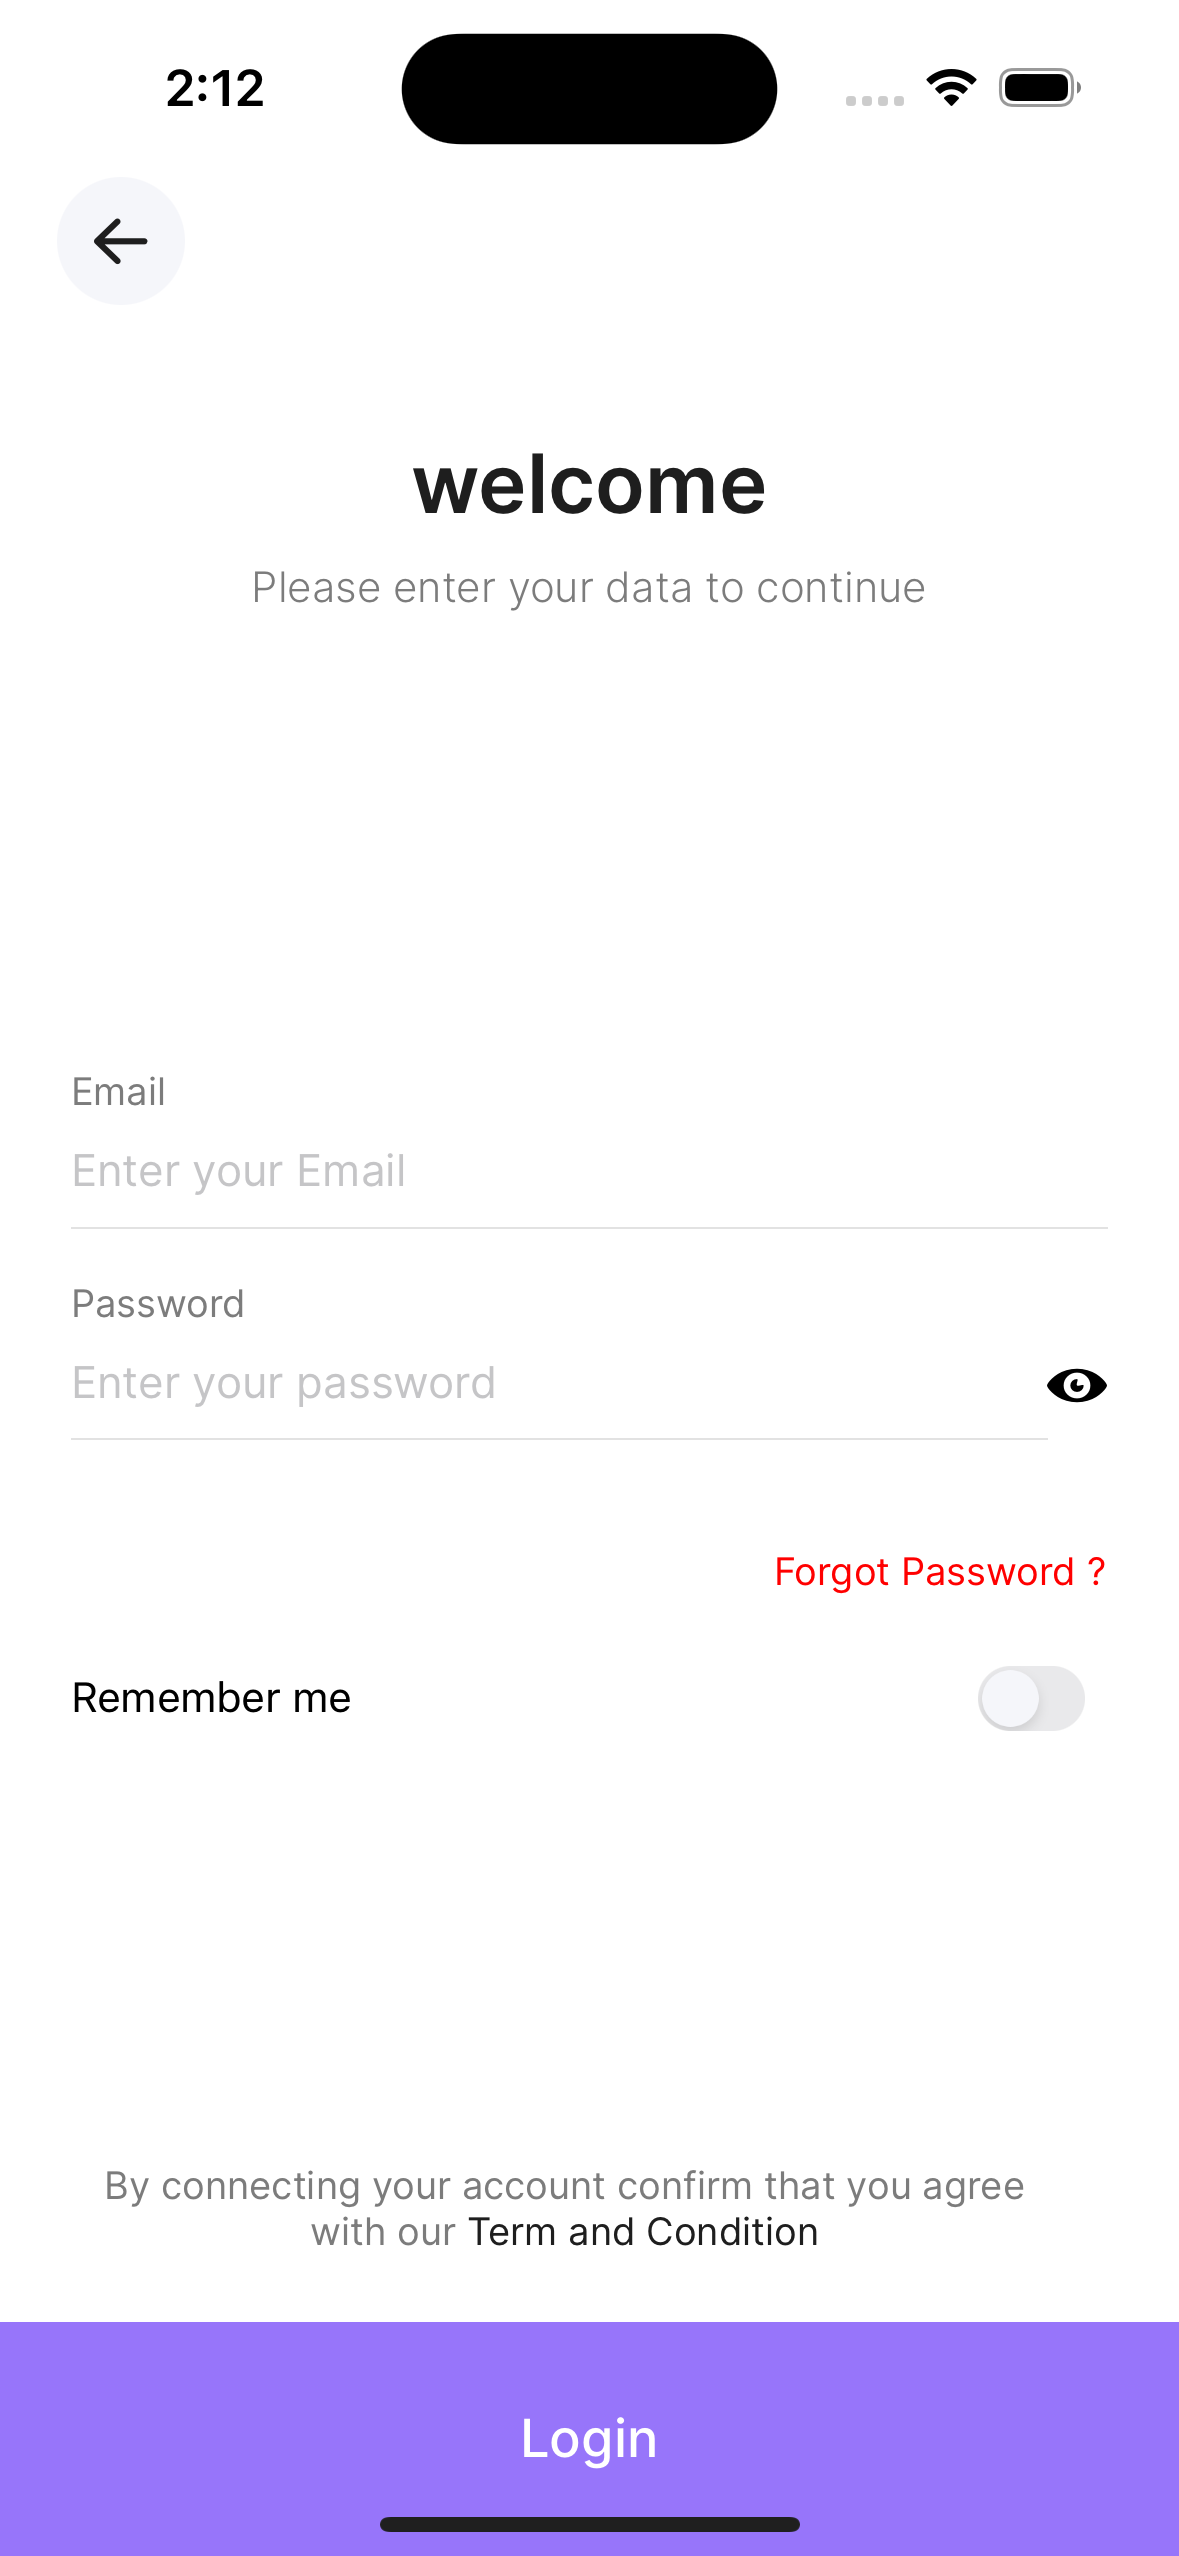 2:12
welcome
Please enter your data to continue
Email
Enter your Email
Password
Enter your password
Forgot Password ?
Remember me
By connecting your account confirm that you agree
with our Term and Condition
Login